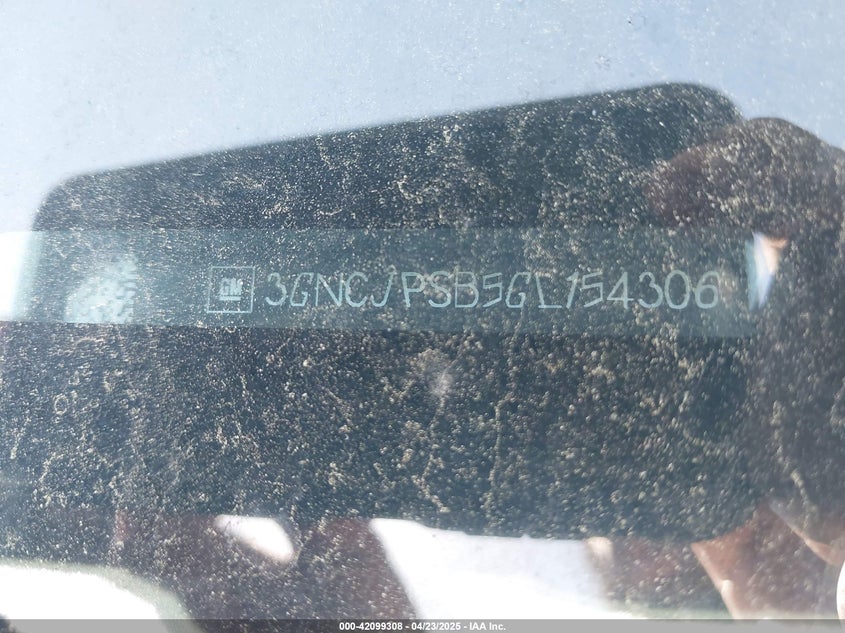 GM 3GNCJPSB5GL154306
000-42099308 - 04/23/2025 - IAA Inc.